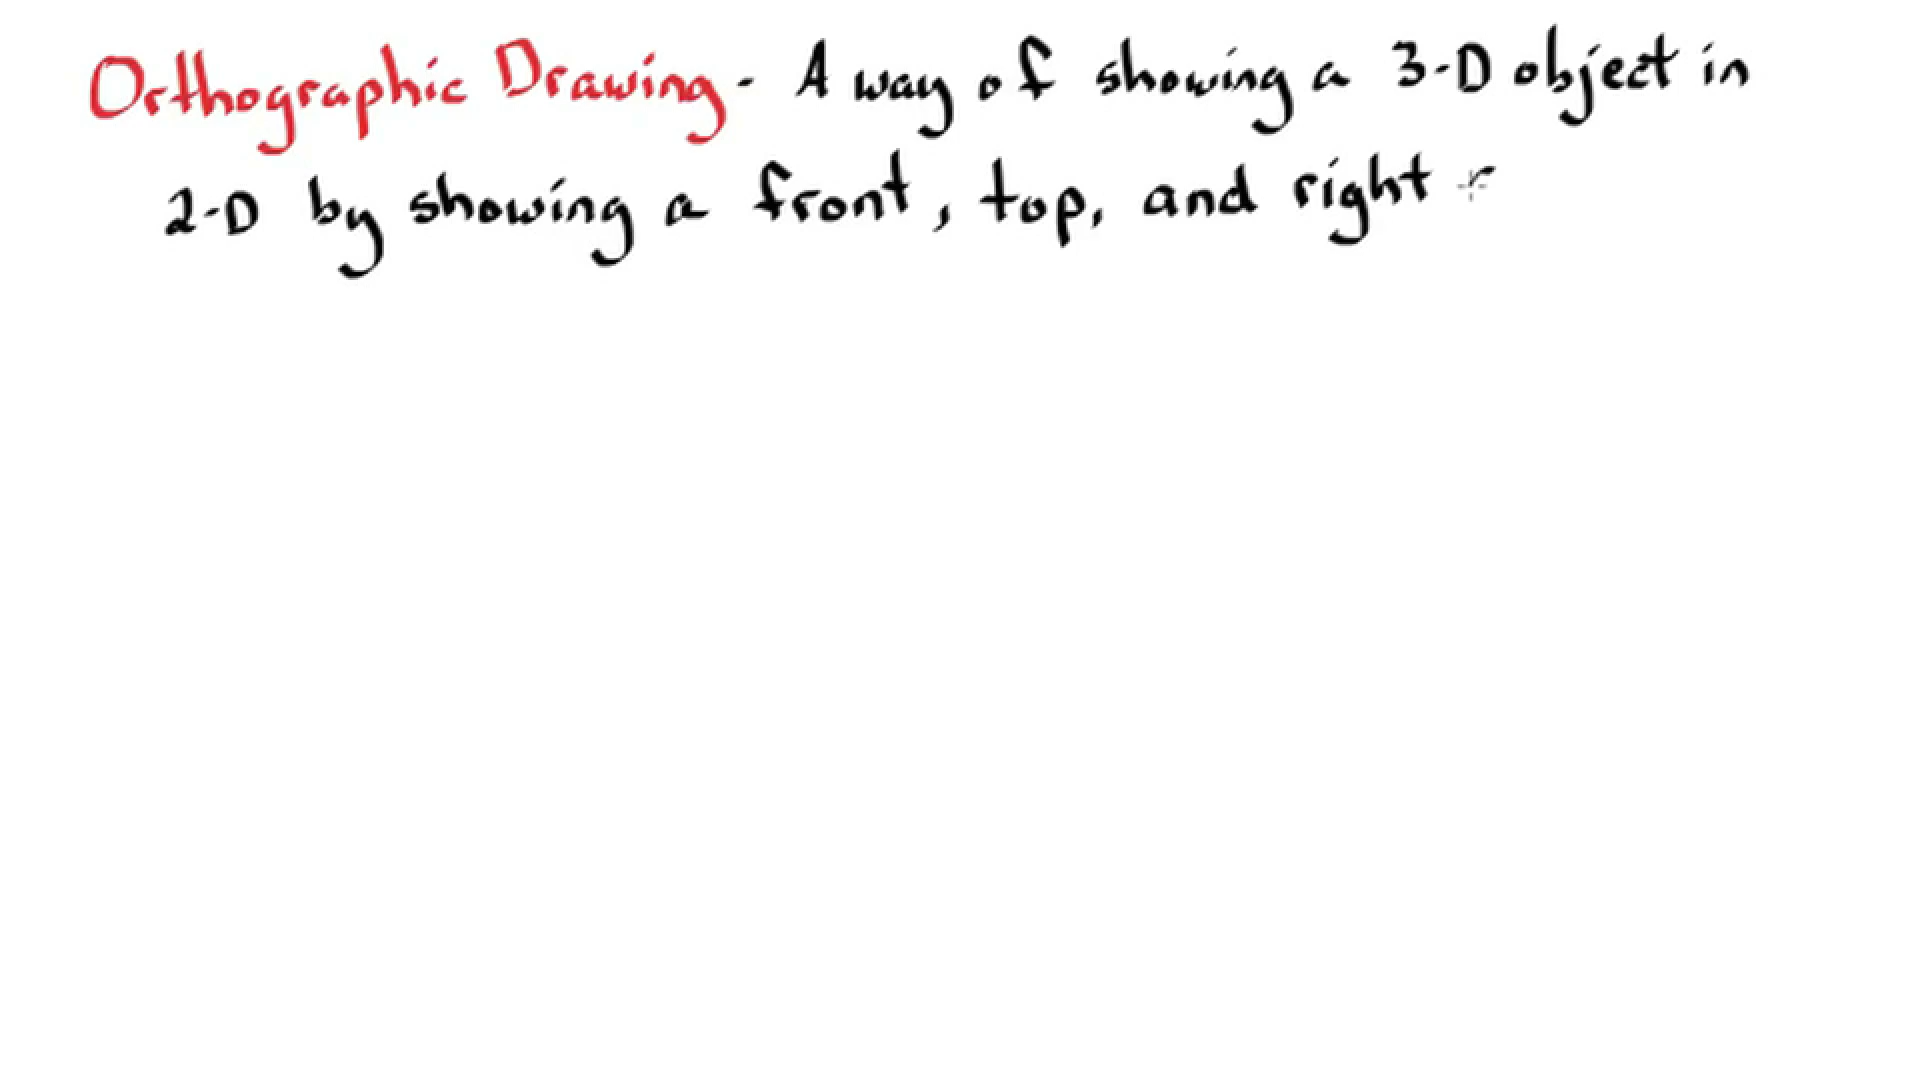 Orthographic Drawing - A way of showing a 3-D object in
2-D by showing a front, top, and right